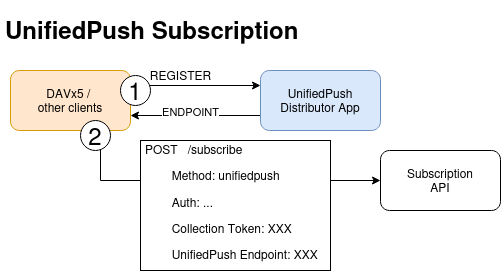 UnifiedPush Subscription
1
REGISTER
DAVx5 /
other clients
UnifiedPush
Distributor App
ENDPOINT
2
POST /subscribe
Method: unifiedpush
Auth: ...
Collection Token: XXX
UnifiedPush Endpoint: XXX
Subscription
API